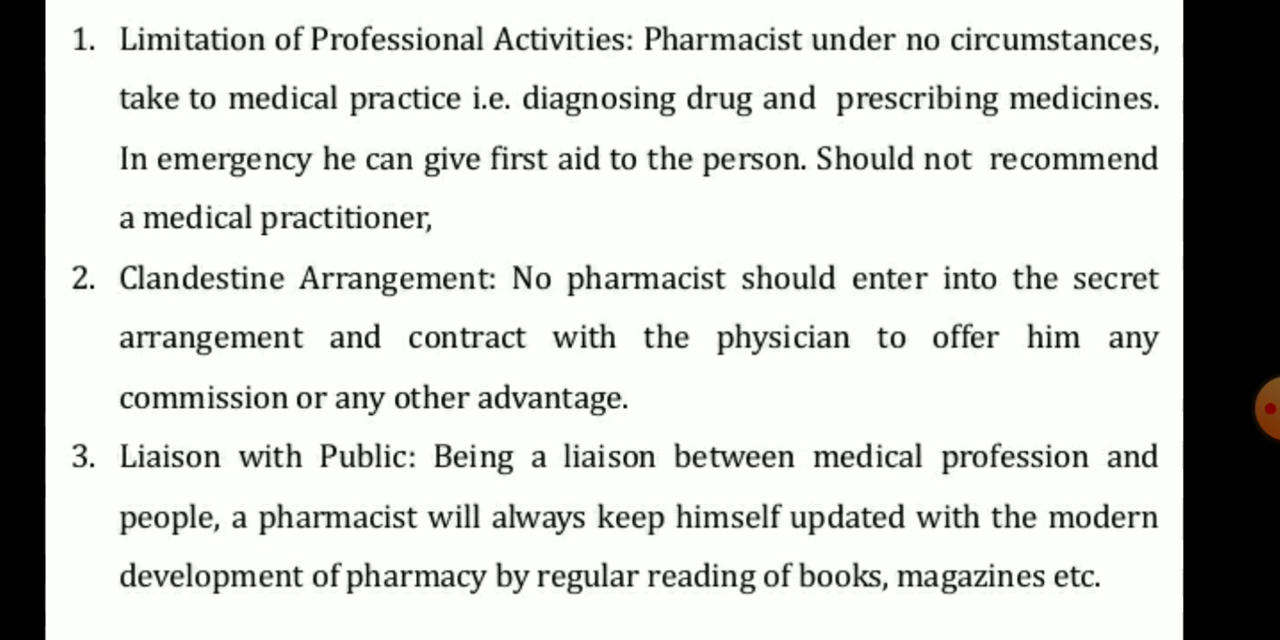 1. Limitation of Professional Activities: Pharmacist under no circumstances,
take to medical practice i.e. diagnosing drug and prescribing medicines.
In emergency he can give first aid to the person. Should not recommend
a medical practitioner,
2. Clandestine Arrangement: No pharmacist should enter into the secret
arrangement and contract with the physician to offer him any
commission or any other advantage.
3. Liaison with Public: Being a liaison between medical profession and
people, a pharmacist will always keep himself updated with the modern
development of pharmacy by regular reading of books, magazines etc.